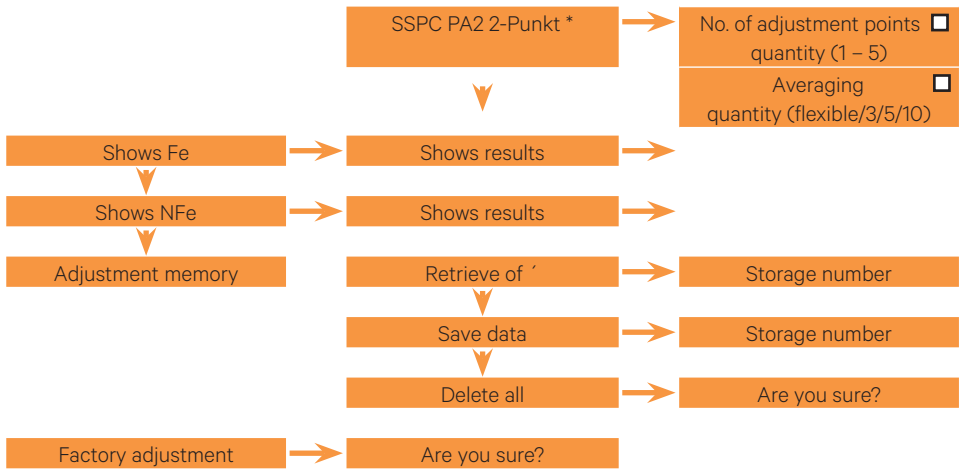 SSPC PA2 2-Punkt *
No. of adjustment points
quantity (1 – 5)
Averaging
quantity (flexible/3/5/10)
Shows Fe
Shows results
Shows NFe
Shows results
Adjustment memory
Retrieve of ´
Storage number
Save data
Storage number
Delete all
Are you sure?
Factory adjustment
Are you sure?